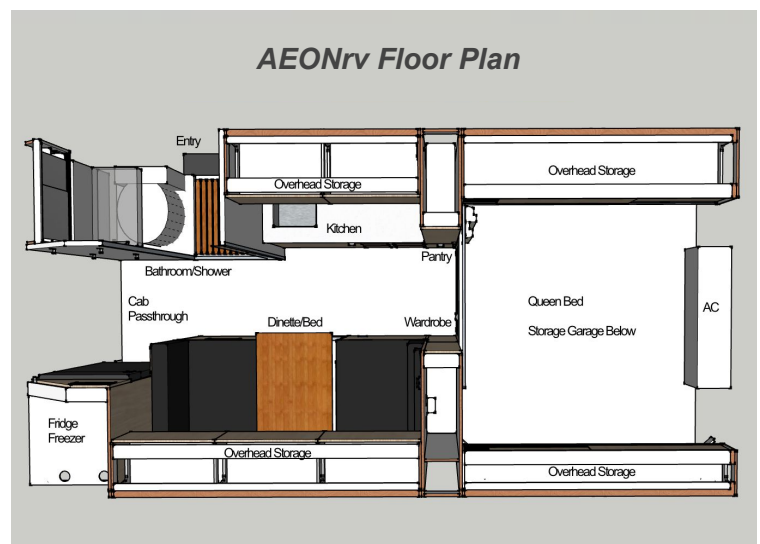 AEONrv Floor Plan
Entry
Overhead Storage
Overhead Storage
Kitchen
Pantry
Bathroom/Shower
Cab
Passthrough
Dinette/Bed
Wardrobe
Queen Bed
Storage Garage Below
AC
Fridge
Freezer
Overhead Storage
Overhead Storage